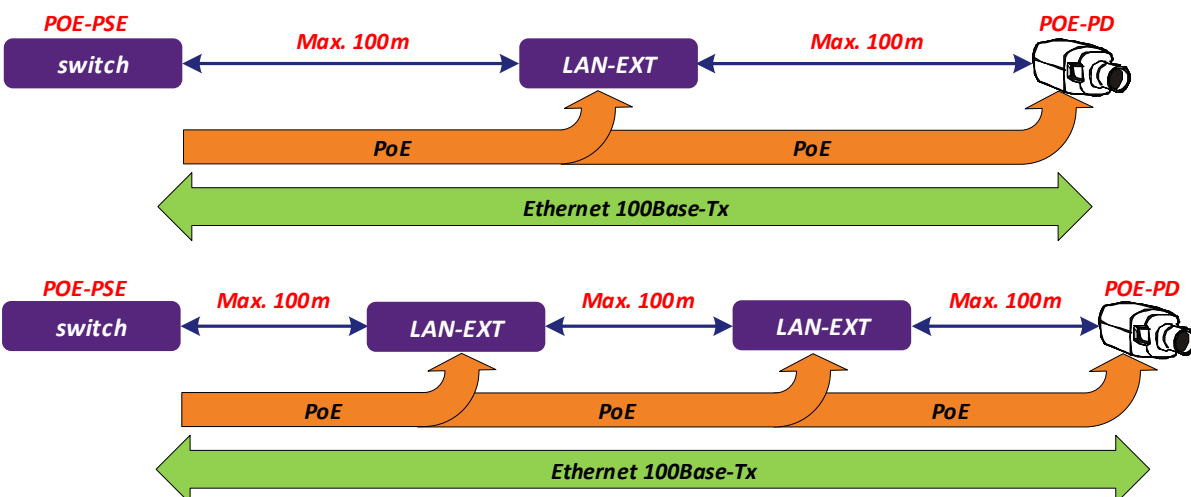 POE-PSE
POE-PD
Max. 100m
Max. 100m
switch
LAN-EXT
PoE
PoE
Ethernet 100Base-Tx
POE-PSE
POE-PD
Max. 100m
Max. 100m
Max. 100m
switch
LAN-EXT
LAN-EXT
PoE
PoE
PoE
Ethernet 100Base-Tx